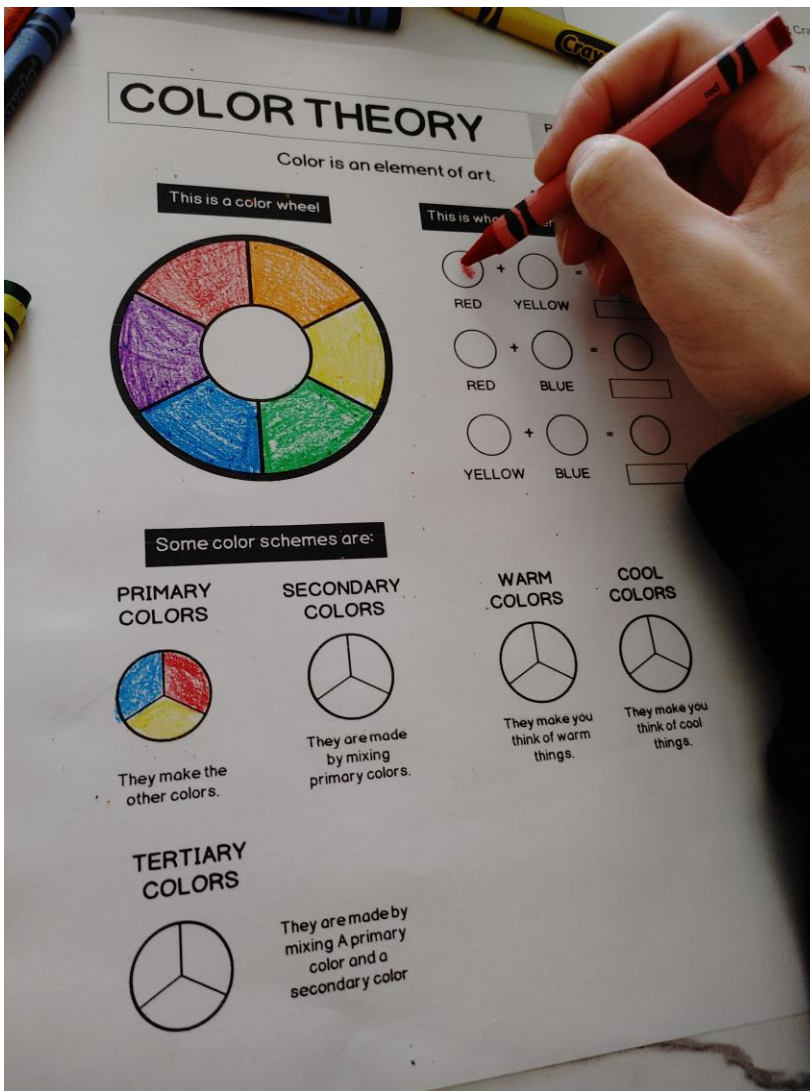 COLOR THEORY
Color is an element of art.
This is a color wheel
This is
RED + YELLOW =
RED + BLUE =
YELLOW + BLUE =
Some color schemes are:
PRIMARY
COLORS
They make the
other colors.
SECONDARY
COLORS
They are made
by mixing
primary colors.
WARM
COLORS
They make you
think of warm
things.
COOL
COLORS
They make you
think of cool
things.
TERTIARY
COLORS
They are made by
mixing A primary
color and a
secondary color
red